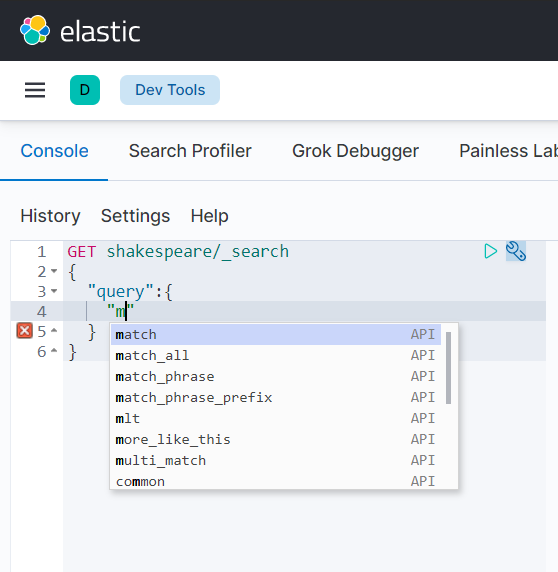 elastic
D Dev Tools
Console Search Profiler Grok Debugger Painless Lab
History Settings Help
1 GET shakespeare/_search
2 {
3 "query":{
4 "m"
5 }
6 }
match API
match_all API
match_phrase API
match_phrase_prefix API
mlt API
more_like_this API
multi_match API
common API